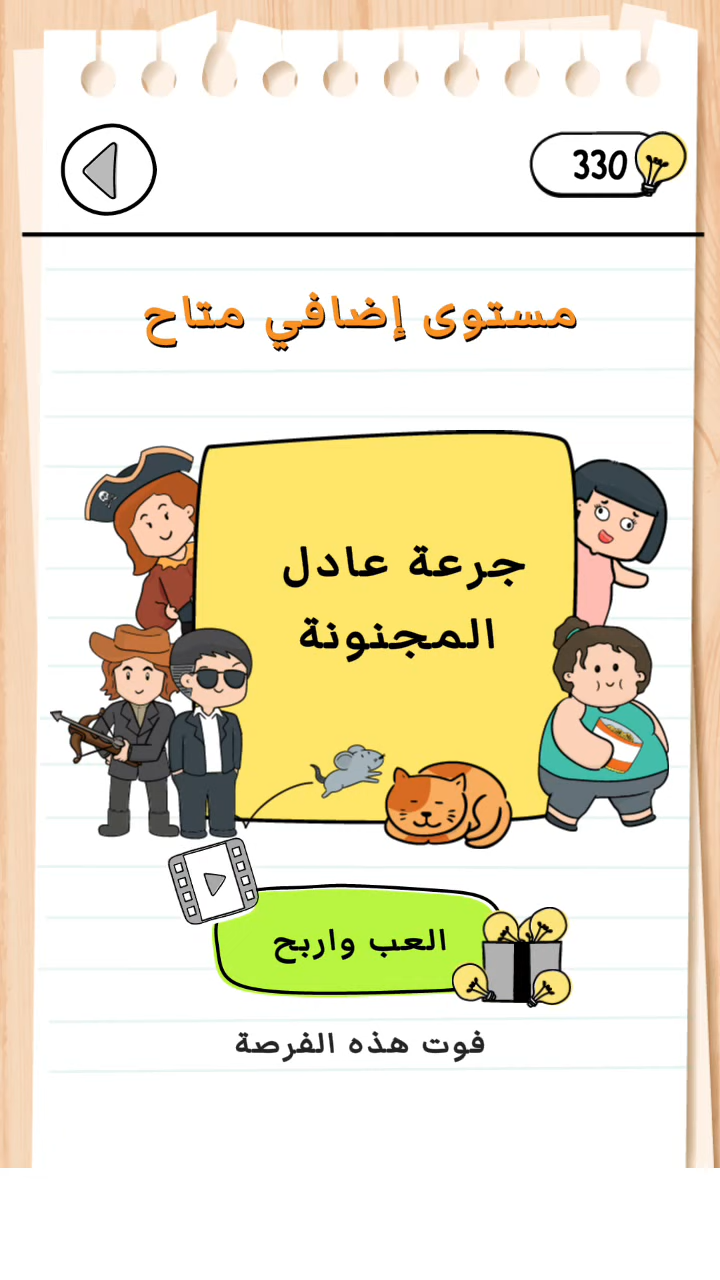 330
مستوى إضافي متاح
جرعة عادل
المجنونة
العب واربح
فوت هذه الفرصة